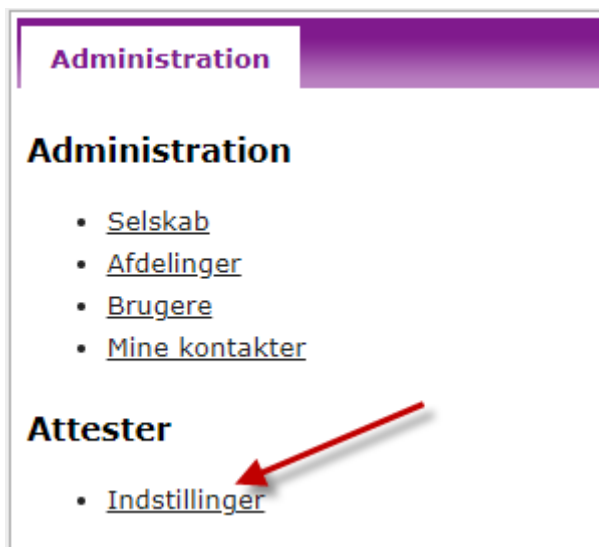 Administration
Administration
Selskab
Afdelinger
Brugere
Mine kontakter
Attester
Indstillinger